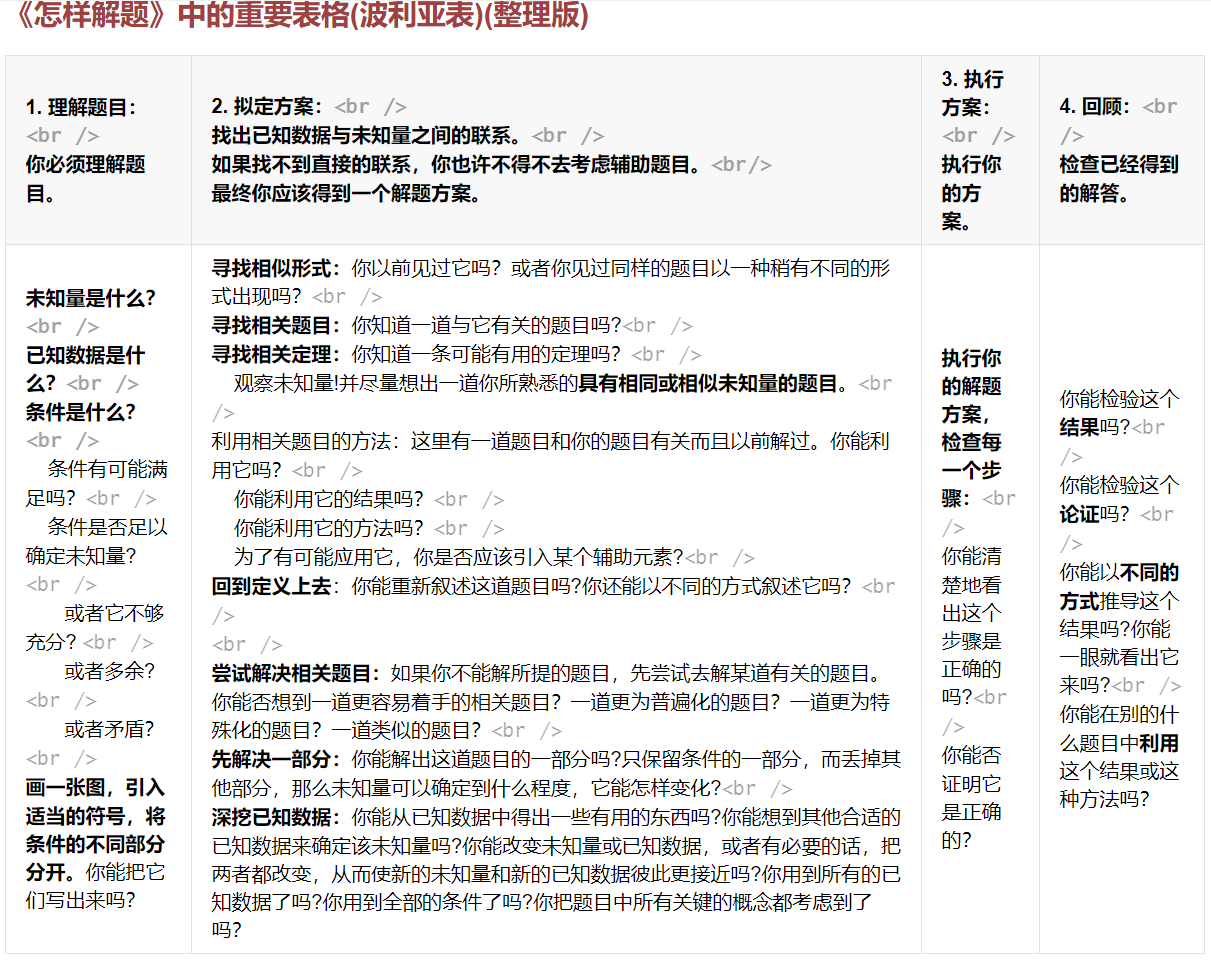 《怎样解题》中的重要表格(波利亚表)(整理版)
1. 理解题目：
<br />
你必须理解题
目。
2. 拟定方案：<br />
找出已知数据与未知量之间的联系。<br />
如果找不到直接的联系，你也许不得不去考虑辅助题目。<br/>
最终你应该得到一个解题方案。
3. 执行
方案：
<br />
执行你
的方
案。
4. 回顾：<br
/>
检查已经得到
的解答。
未知量是什么？
<br />
已知数据是什
么？<br />
条件是什么？
<br />
条件有可能满
足吗？<br />
条件是否足以
确定未知量？
<br />
或者它不够
充分？<br />
或者多余？
<br />
或者矛盾？
<br />
画一张图，引入
适当的符号，将
条件的不同部分
分开。你能把它
们写出来吗？
寻找相似形式：你以前见过它吗？或者你见过同样的题目以一种稍有不同的形
式出现吗？<br />
寻找相关题目：你知道一道与它有关的题目吗?<br />
寻找相关定理：你知道一条可能有用的定理吗？<br />
观察未知量!并尽量想出一道你所熟悉的具有相同或相似未知量的题目。<br
/>
利用相关题目的方法：这里有一道题目和你的题目有关而且以前解过。你能利
用它吗？<br />
你能利用它的结果吗？<br />
你能利用它的方法吗？<br />
为了有可能应用它，你是否应该引入某个辅助元素?<br />
回到定义上去：你能重新叙述这道题目吗?你还能以不同的方式叙述它吗？<br
/>
<br />
尝试解决相关题目：如果你不能解所提的题目，先尝试去解某道有关的题目。
你能否想到一道更容易着手的相关题目？一道更为普遍化的题目？一道更为特
殊化的题目？一道类似的题目？<br />
先解决一部分：你能解出这道题目的一部分吗?只保留条件的一部分，而丢掉其
他部分，那么未知量可以确定到什么程度，它能怎样变化?<br />
深挖已知数据：你能从已知数据中得出一些有用的东西吗?你能想到其他合适的
已知数据来确定该未知量吗?你能改变未知量或已知数据，或者有必要的话，把
两者都改变，从而使新的未知量和新的已知数据彼此更接近吗?你用到所有的已
知数据了吗?你用到全部的条件了吗?你把题目中所有关键的概念都考虑到了
吗?
执行你
的解题
方案，
检查每
一个步
骤：<br
/>
你能清
楚地看
出这个
步骤是
正确的
吗?<br
/>
你能否
证明它
是正确
的？
你能检验这个
结果吗?<br
/>
你能检验这个
论证吗？<br
/>
你能以不同的
方式推导这个
结果吗?你能
一眼就看出它
来吗?<br />
你能在别的什
么题目中利用
这个结果或这
种方法吗？